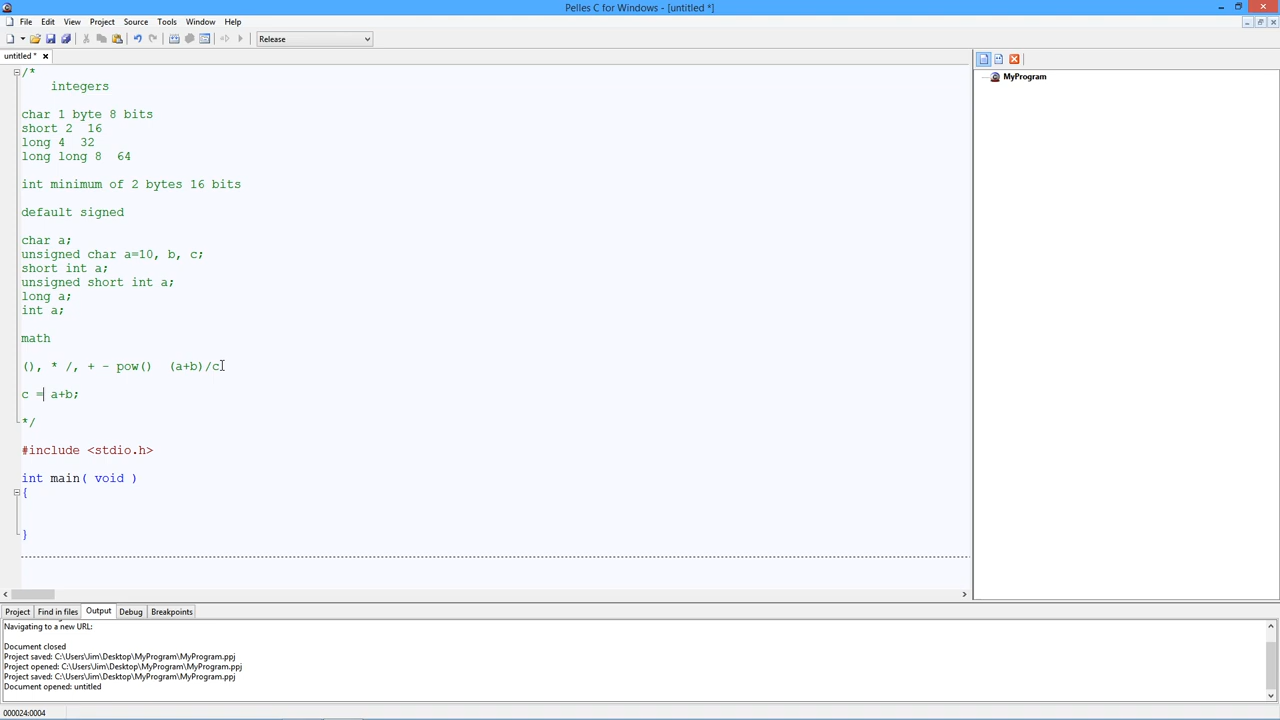 Pelles C for Windows - [untitled *]
File Edit View Project Source Tools Window Help
Release
untitled *
/*
integers
char 1 byte 8 bits
short 2  16
long 4  32
long long 8  64
int minimum of 2 bytes 16 bits
default signed
char a;
unsigned char a=10, b, c;
short int a;
unsigned short int a;
long a;
int a;
math
(), * /, + - pow()  (a+b)/c
c = a+b;
*/
#include <stdio.h>
int main( void )
{
}
MyProgram
Project Find in files Output Debug Breakpoints
Navigating to a new URL:
Document closed
Project saved: C:\Users\Jim\Desktop\MyProgram\MyProgram.ppj
Project opened: C:\Users\Jim\Desktop\MyProgram\MyProgram.ppj
Project saved: C:\Users\Jim\Desktop\MyProgram\MyProgram.ppj
Document opened: untitled
000024:0004